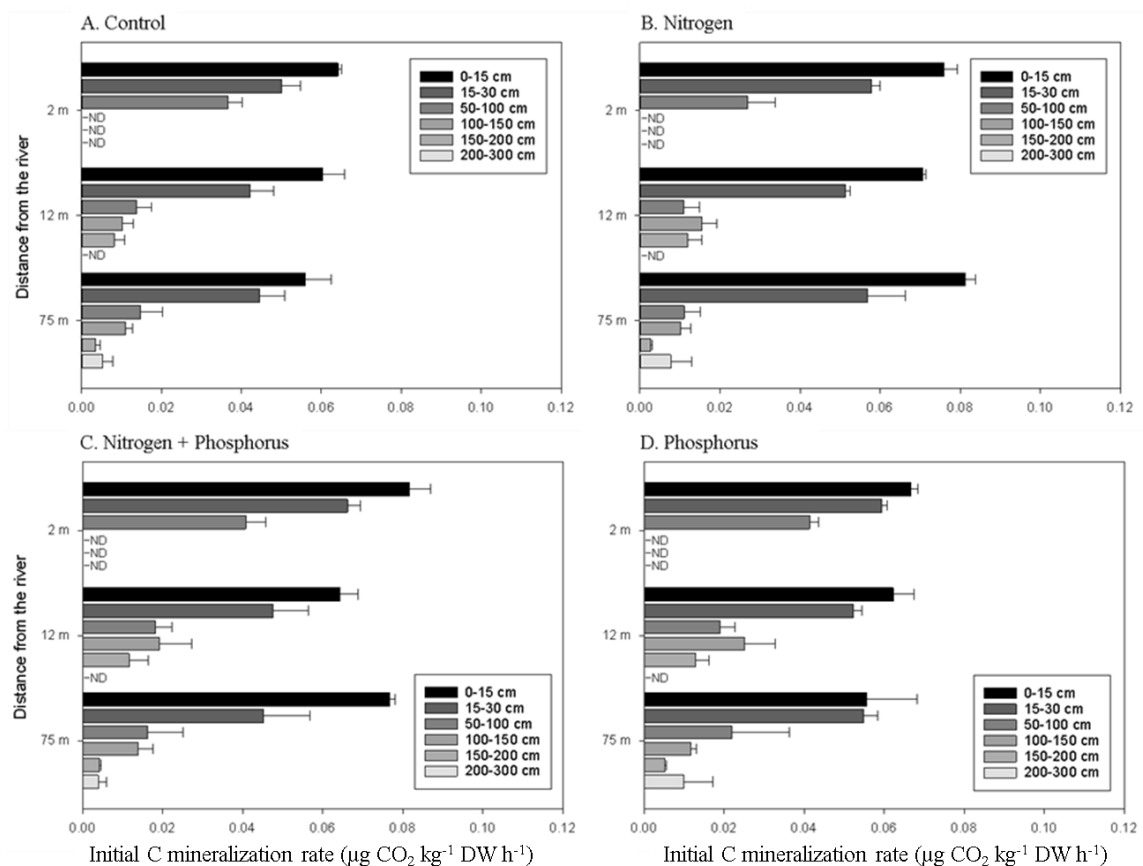 A. Control
B. Nitrogen
0-15 cm
15-30 cm
50-100 cm
100-150 cm
150-200 cm
200-300 cm
0-15 cm
15-30 cm
50-100 cm
100-150 cm
150-200 cm
200-300 cm
Distance from the river
2 m
ND
ND
ND
12 m
ND
75 m
2 m
ND
ND
ND
12 m
ND
75 m
0.00 0.02 0.04 0.06 0.08 0.10 0.12
0.00 0.02 0.04 0.06 0.08 0.10 0.12
C. Nitrogen + Phosphorus
D. Phosphorus
Distance from the river
2 m
ND
ND
ND
12 m
ND
75 m
2 m
ND
ND
ND
12 m
ND
75 m
0-15 cm
15-30 cm
50-100 cm
100-150 cm
150-200 cm
200-300 cm
0-15 cm
15-30 cm
50-100 cm
100-150 cm
150-200 cm
200-300 cm
0.00 0.02 0.04 0.06 0.08 0.10 0.12
0.00 0.02 0.04 0.06 0.08 0.10 0.12
Initial C mineralization rate (µg CO₂ kg⁻¹ DW h⁻¹)
Initial C mineralization rate (µg CO₂ kg⁻¹ DW h⁻¹)